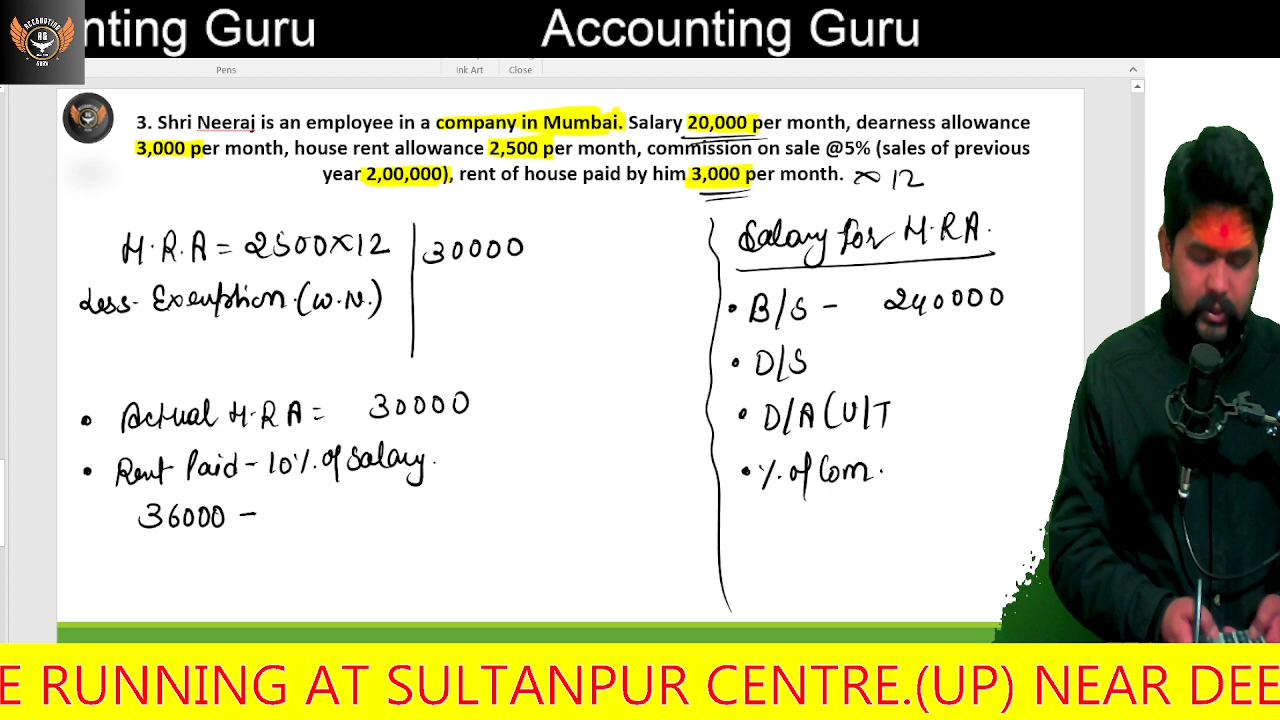 nting Guru
Accounting Guru
ACCOUNTING
AG
GURU
Pens
Ink Art
Close
3. Shri Neeraj is an employee in a company in Mumbai. Salary 20,000 per month, dearness allowance
3,000 per month, house rent allowance 2,500 per month, commission on sale @5% (sales of previous
year 2,00,000), rent of house paid by him 3,000 per month. × 12
H.R.A = 2500×12 30000
Less- Exemption (W.N.)
• Actual H.R.A = 30000
• Rent Paid - 10% of Salary.
36000 -
Salary for H.R.A.
• B/S - 240000
• D/S
• D/A (U/T
• % of Com.
E RUNNING AT SULTANPUR CENTRE.(UP) NEAR DEE